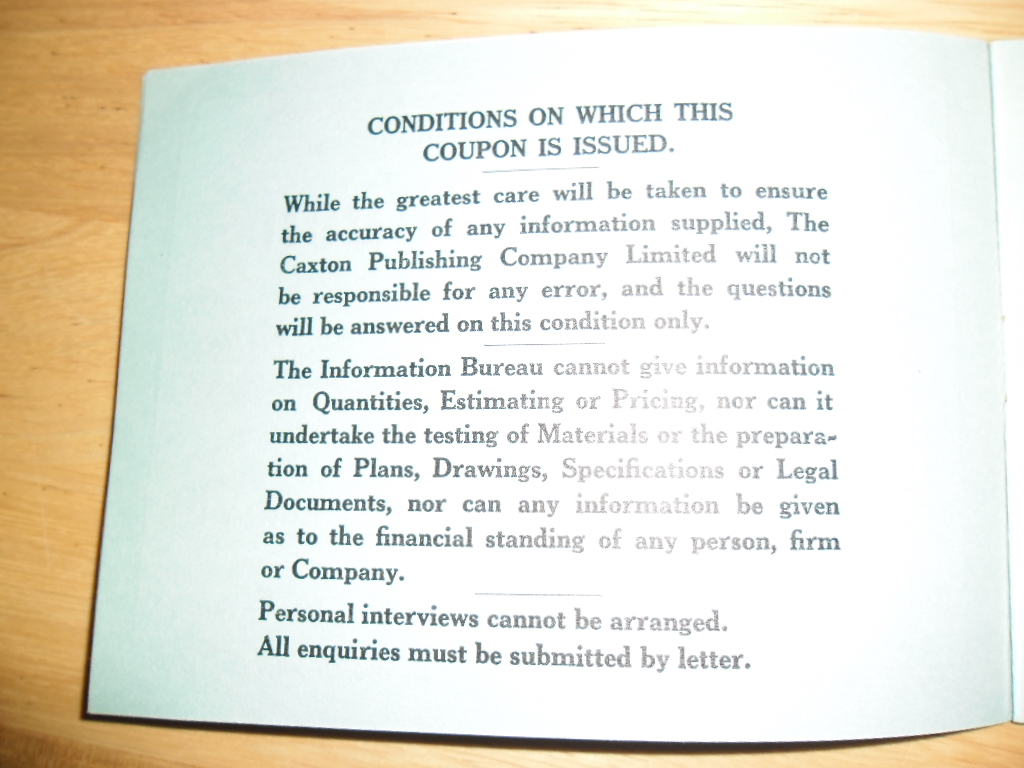 CONDITIONS ON WHICH THIS
COUPON IS ISSUED.
While the greatest care will be taken to ensure
the accuracy of any information supplied, The
Caxton Publishing Company Limited will not
be responsible for any error, and the questions
will be answered on this condition only.
The Information Bureau cannot give information
on Quantities, Estimating or Pricing, nor can it
undertake the testing of Materials or the prepara-
tion of Plans, Drawings, Specifications or Legal
Documents, nor can any information be given
as to the financial standing of any person, firm
or Company.
Personal interviews cannot be arranged.
All enquiries must be submitted by letter.